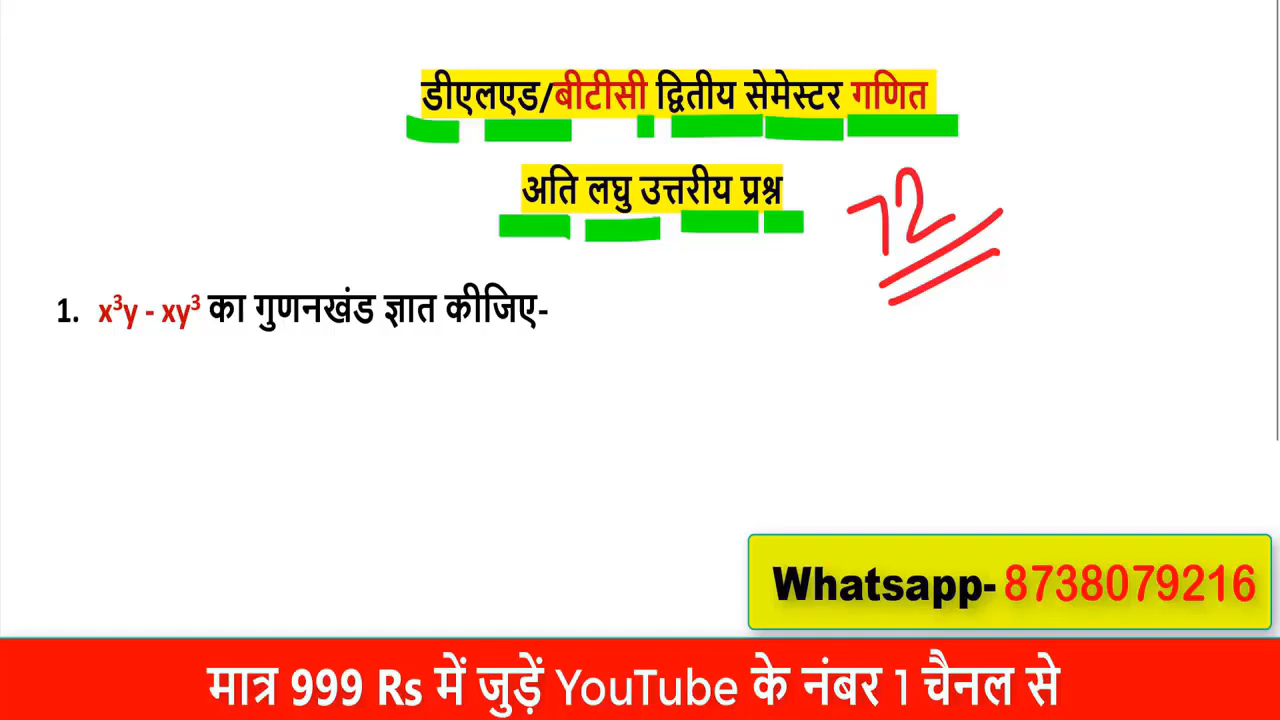 डीएलएड/बीटीसी द्वितीय सेमेस्टर गणित
अति लघु उत्तरीय प्रश्न
72
1. x³y - xy³ का गुणनखंड ज्ञात कीजिए-
Whatsapp- 8738079216
मात्र 999 Rs में जुड़ें YouTube के नंबर 1 चैनल से